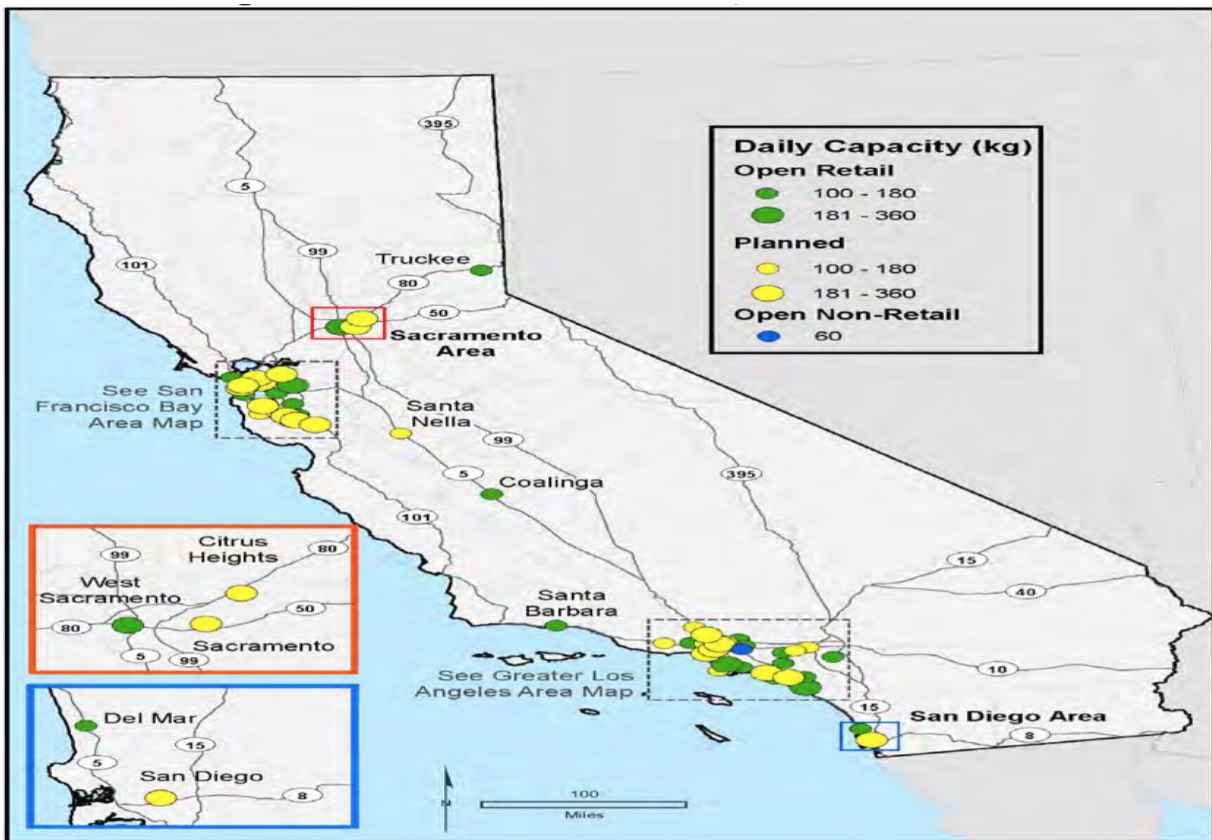 Daily Capacity (kg)
Open Retail
100 - 180
181 - 360
Planned
100 - 180
181 - 360
Open Non-Retail
60
395
5
99
101
Truckee
80
50
Sacramento
Area
See San
Francisco Bay
Area Map
Santa
Nella
99
5
395
Coalinga
101
15
40
Santa
Barbara
10
See Greater Los
Angeles Area Map
15
San Diego Area
8
Citrus
Heights
99
80
West
Sacramento
50
80
Sacramento
5
99
Del Mar
15
5
San Diego
8
N
100
Miles